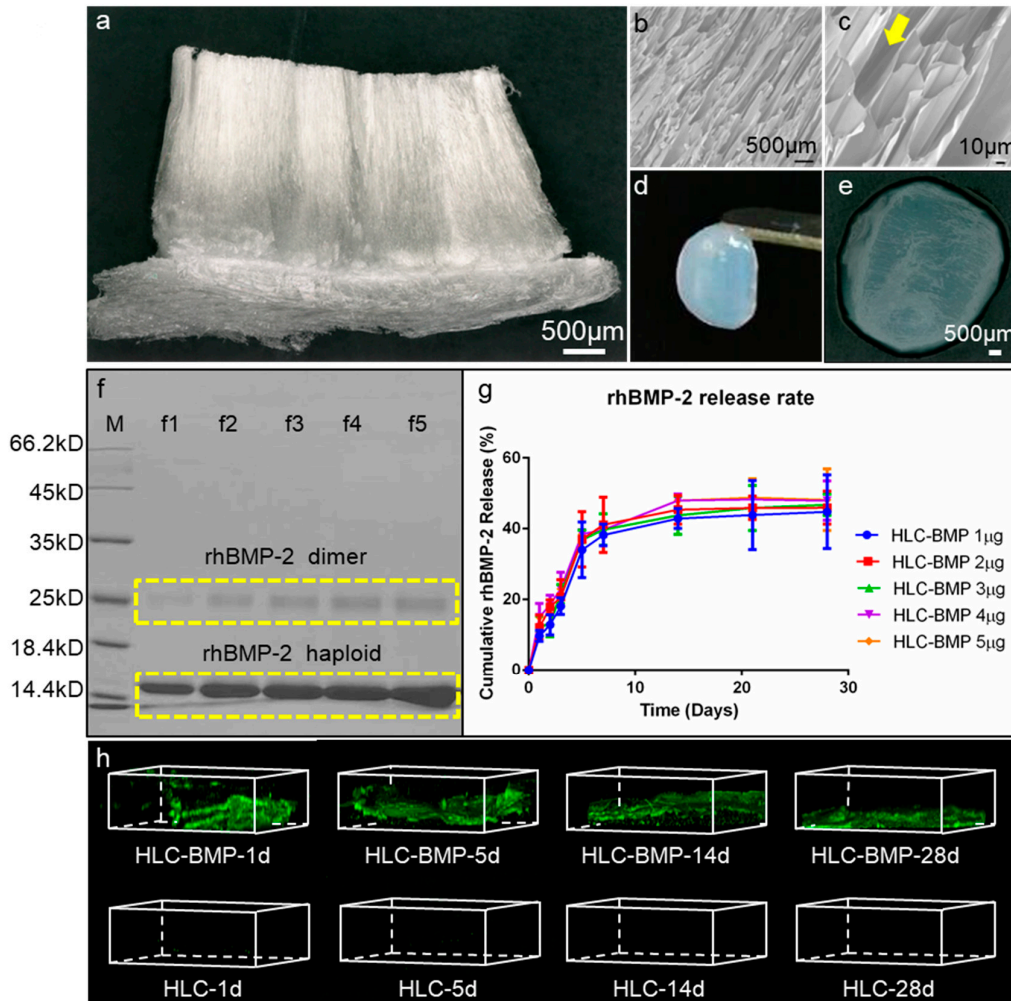 a
500μm
b
500μm
c
10μm
d
e
500μm
f
M f1 f2 f3 f4 f5
66.2kD
45kD
35kD
rhBMP-2 dimer
25kD
18.4kD
rhBMP-2 haploid
14.4kD
g
rhBMP-2 release rate
Cumulative rhBMP-2 Release (%)
60
40
20
0
0 10 20 30
Time (Days)
HLC-BMP 1μg
HLC-BMP 2μg
HLC-BMP 3μg
HLC-BMP 4μg
HLC-BMP 5μg
h
HLC-BMP-1d HLC-BMP-5d HLC-BMP-14d HLC-BMP-28d
HLC-1d HLC-5d HLC-14d HLC-28d